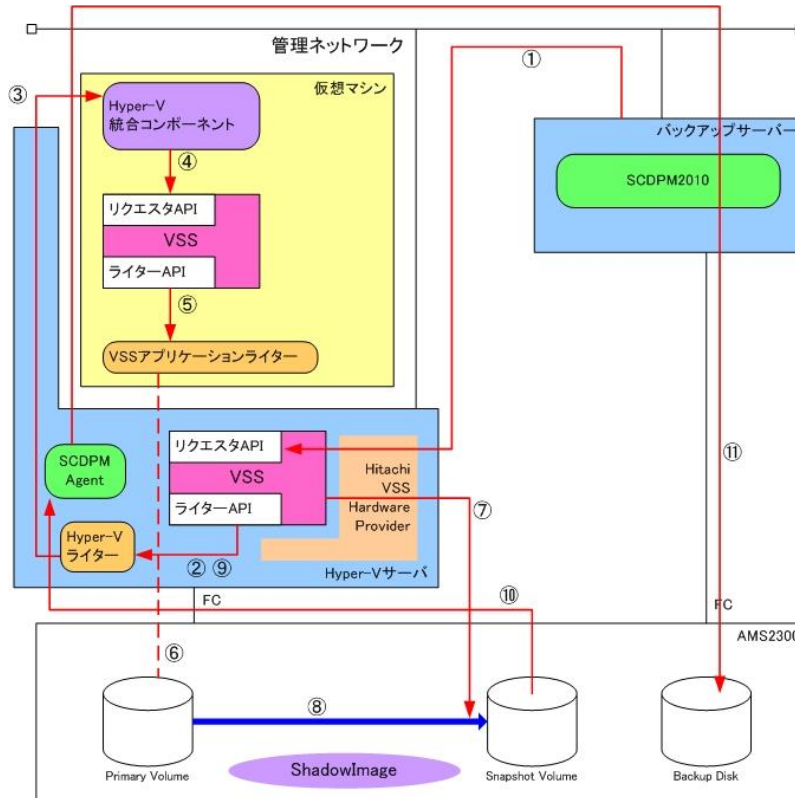 管理ネットワーク
①
仮想マシン
③
Hyper-V
統合コンポーネント
バックアップサーバー
④
SCDPM2010
リクエスタAPI
VSS
ライターAPI
⑤
VSSアプリケーションライター
リクエスタAPI
SCDPM
Agent
VSS
Hitachi
VSS
Hardware
Provider
⑪
ライターAPI
⑦
Hyper-V
ライター
② ⑨
Hyper-Vサーバ
FC
⑩
FC
AMS2300
⑥
⑧
Primary Volume
ShadowImage
Snapshot Volume
Backup Disk